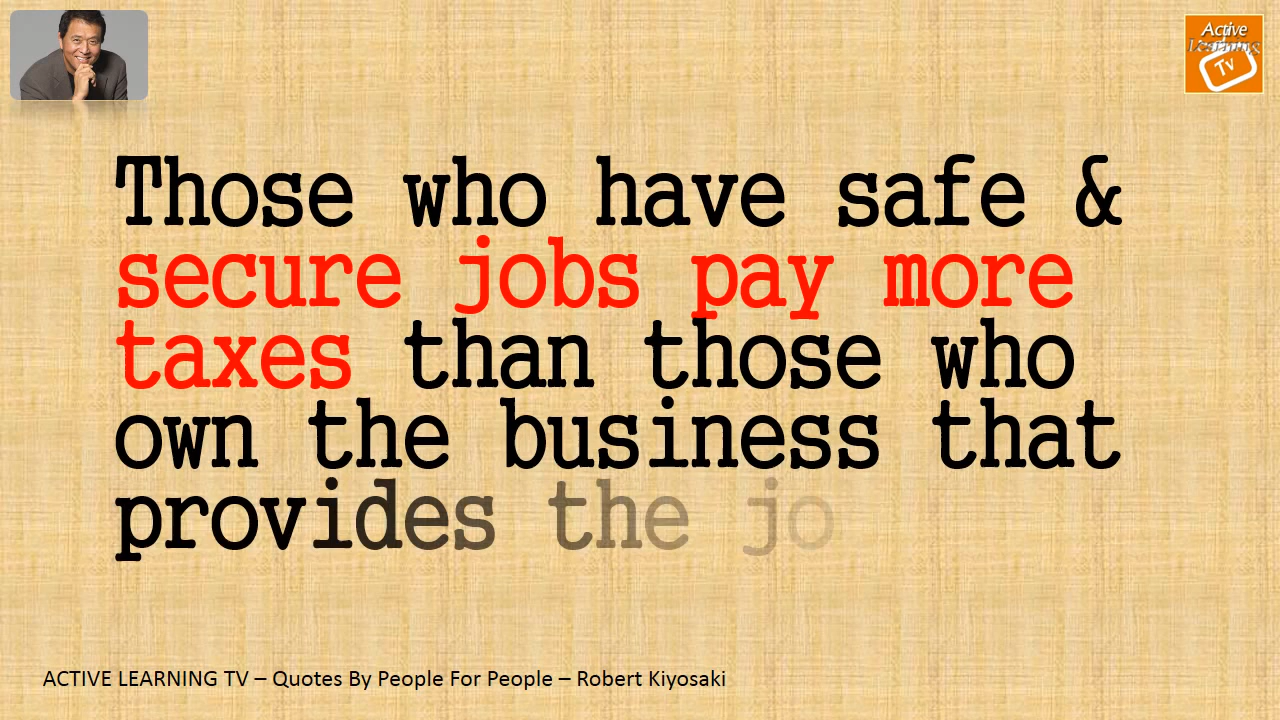 Active
Learning
Tv
Those who have safe &
secure jobs pay more
taxes than those who
own the business that
provides the jo
ACTIVE LEARNING TV – Quotes By People For People – Robert Kiyosaki